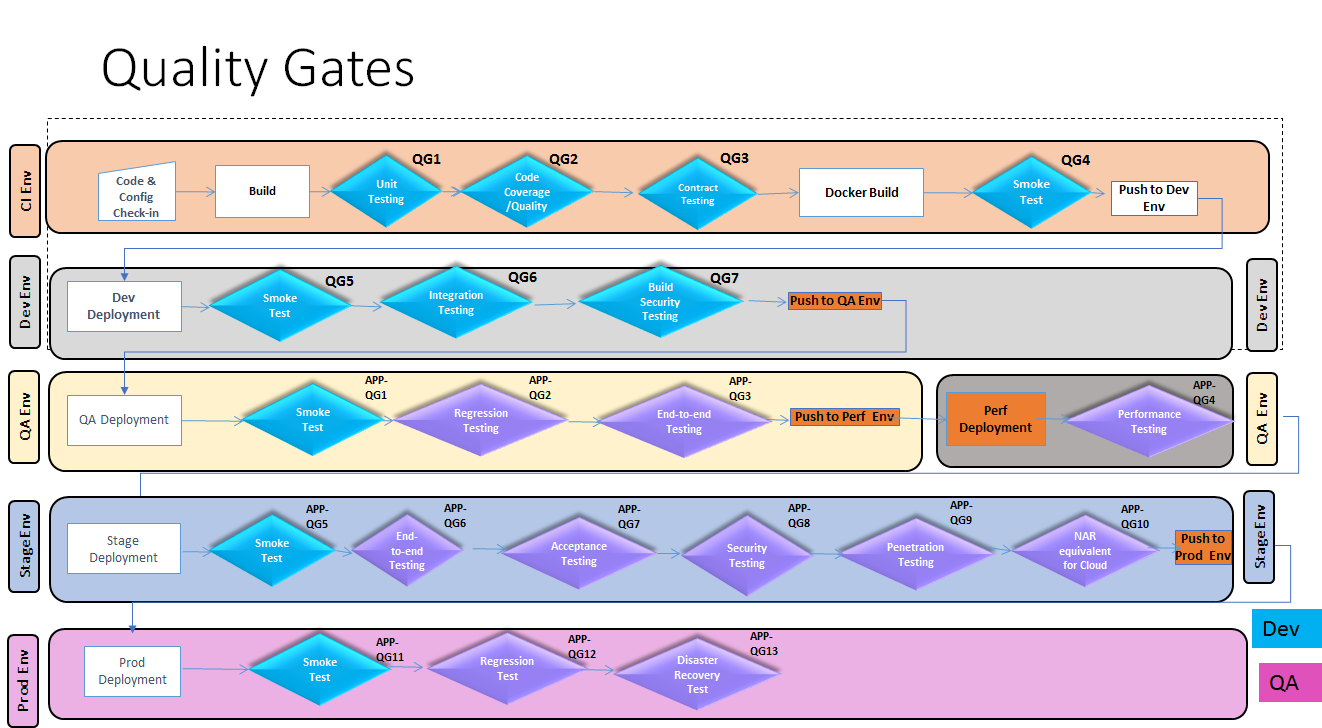 Quality Gates
CI Env
Code &
Config
Check-in
Build
QG1
Unit
Testing
QG2
Code
Coverage
/Quality
QG3
Contract
Testing
Docker Build
QG4
Smoke
Test
Push to Dev
Env
Dev Env
Dev
Deployment
QG5
Smoke
Test
QG6
Integration
Testing
QG7
Build
Security
Testing
Push to QA Env
Dev Env
QA Env
QA Deployment
APP-
QG1
Smoke
Test
APP-
QG2
Regression
Testing
APP-
QG3
End-to-end
Testing
Push to Perf Env
Perf
Deployment
APP-
QG4
Performance
Testing
QA Env
Stage Env
Stage
Deployment
APP-
QG5
Smoke
Test
APP-
QG6
End-
to-end
Testing
APP-
QG7
Acceptance
Testing
APP-
QG8
Security
Testing
APP-
QG9
Penetration
Testing
APP-
QG10
NAR
equivalent
for Cloud
Push to
Prod Env
Stage Env
Prod Env
Prod
Deployment
APP-
QG11
Smoke
Test
APP-
QG12
Regression
Test
APP-
QG13
Disaster
Recovery
Test
Dev
QA